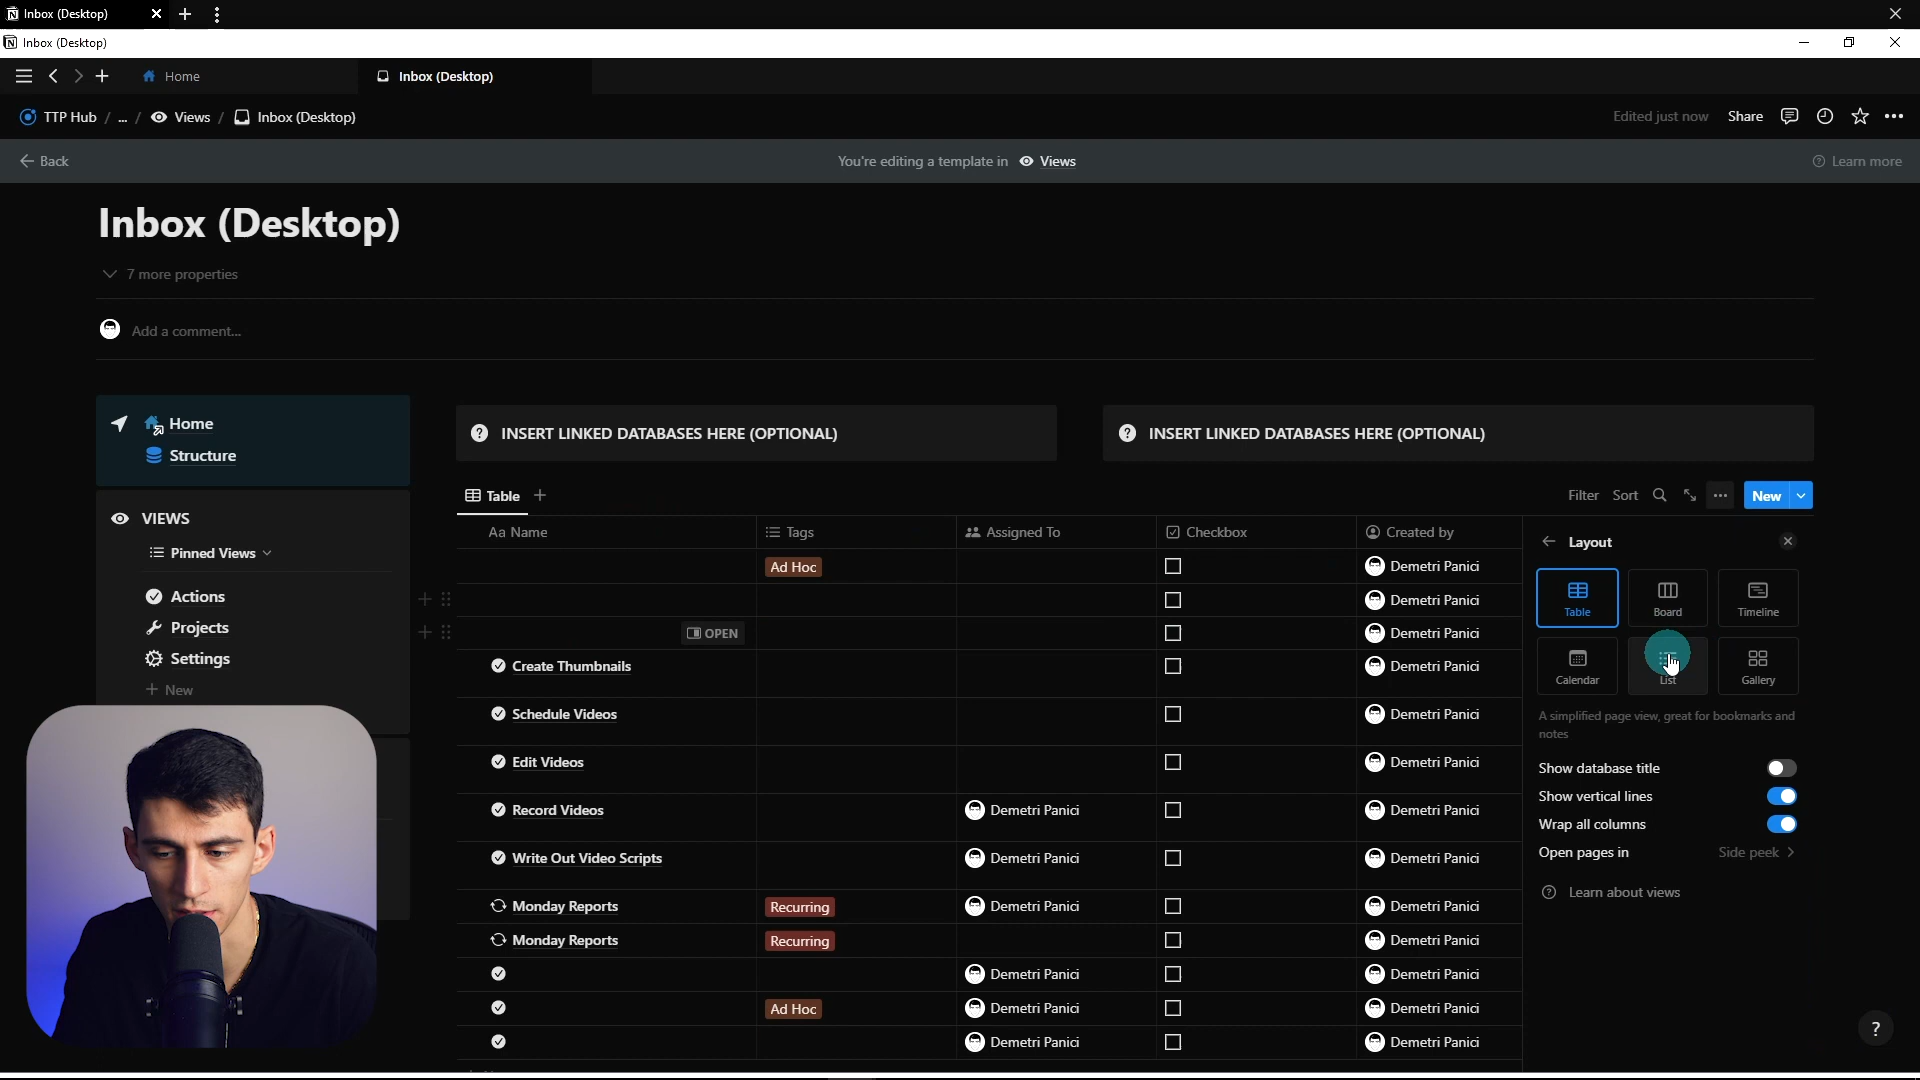 Inbox (Desktop)
Inbox (Desktop)
Home
Inbox (Desktop)
TTP Hub / ... / Views / Inbox (Desktop)
Edited just now Share
Back
You're editing a template in Views
Learn more
Inbox (Desktop)
7 more properties
Add a comment...
Home
Structure
VIEWS
Pinned Views
Actions
Projects
Settings
New
INSERT LINKED DATABASES HERE (OPTIONAL)
INSERT LINKED DATABASES HERE (OPTIONAL)
Table
Filter Sort New
Aa Name Tags Assigned To Checkbox Created by
Ad Hoc Demetri Panici
Demetri Panici
OPEN Demetri Panici
Create Thumbnails Demetri Panici
Schedule Videos Demetri Panici
Edit Videos Demetri Panici
Record Videos Demetri Panici Demetri Panici
Write Out Video Scripts Demetri Panici Demetri Panici
Monday Reports Recurring Demetri Panici Demetri Panici
Monday Reports Recurring Demetri Panici
Demetri Panici Demetri Panici
Ad Hoc Demetri Panici Demetri Panici
Demetri Panici Demetri Panici
Layout
Table Board Timeline
Calendar List Gallery
A simplified page view, great for bookmarks and
notes
Show database title
Show vertical lines
Wrap all columns
Open pages in Side peek
Learn about views
?